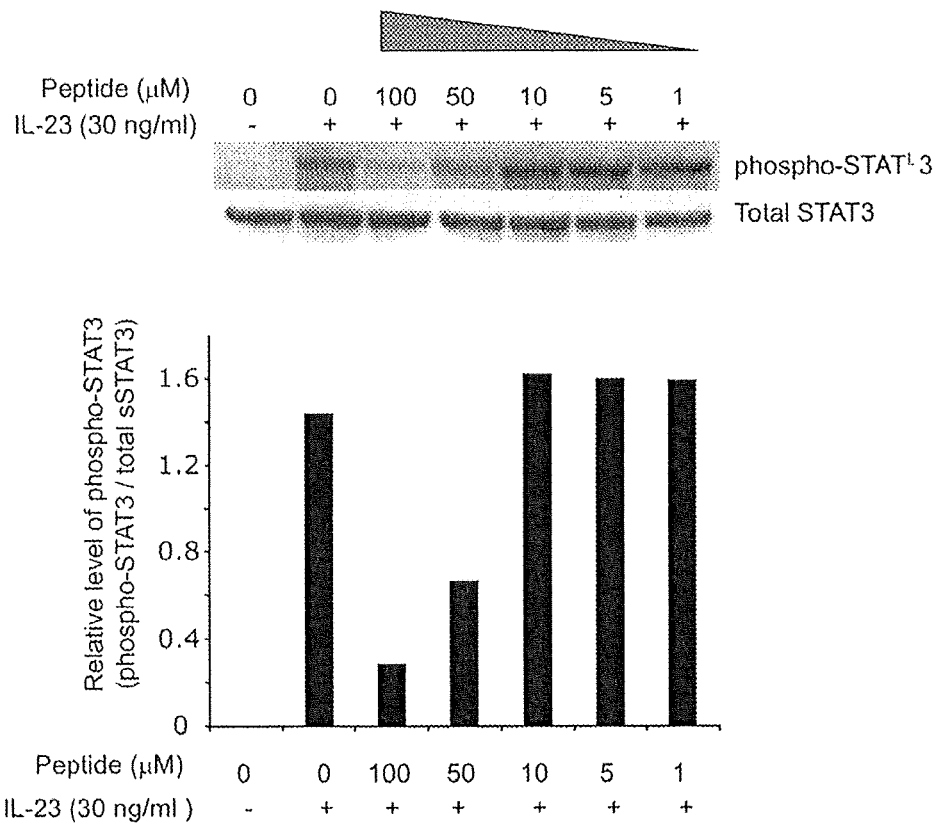 Peptide (μM) 0 0 100 50 10 5 1
IL-23 (30 ng/ml) - + + + + + +
phospho-STAT L 3
Total STAT3
Relative level of phospho-STAT3
(phospho-STAT3 / total sSTAT3)
1.6
1.2
0.8
0.4
0
Peptide (μM) 0 0 100 50 10 5 1
IL-23 (30 ng/ml ) - + + + + + +